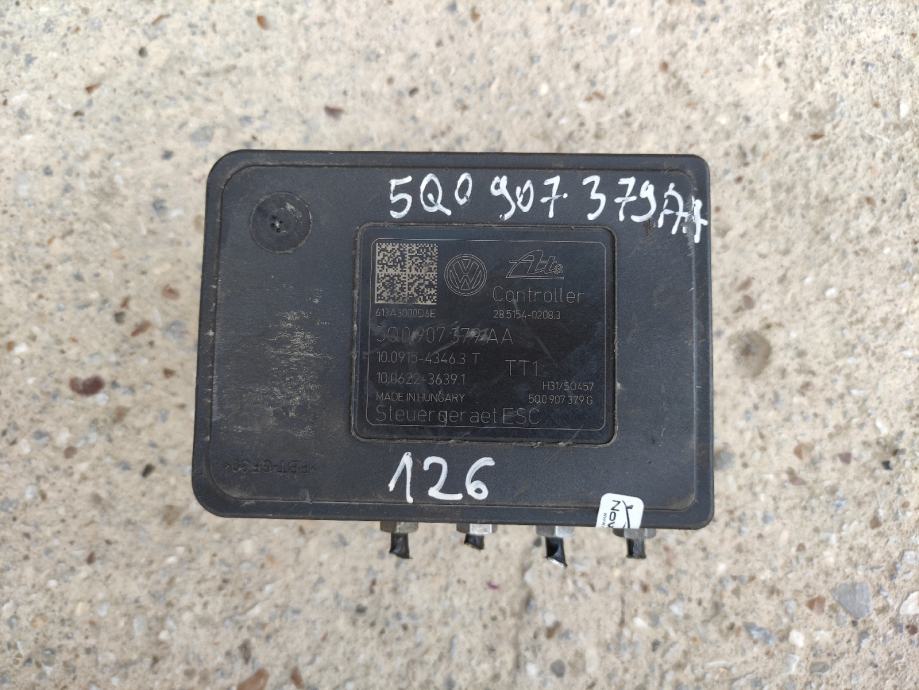 5Q0 907 379AA
Ate
Controller
613A3000D6E
28.5154-0208.3
5Q0 907 379 AA
10.0915-4346.3 T
TT1
10.0622-3639.1
H31/S0457
MADE IN HUNGARY
5Q0 907 379 G
Steuergeraet ESC
126